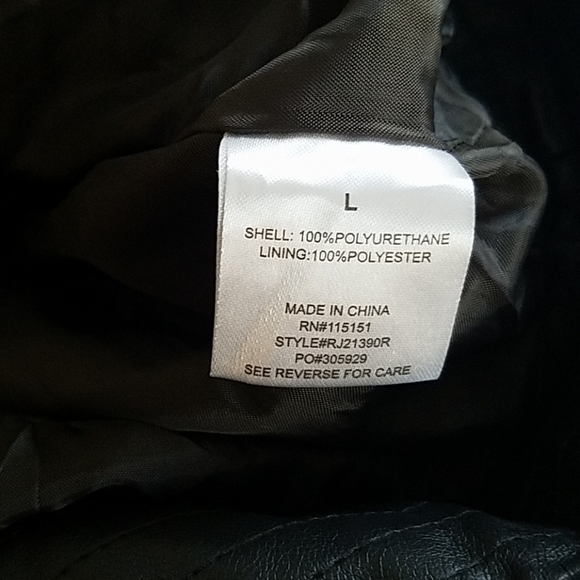 L
SHELL: 100%POLYURETHANE
LINING:100%POLYESTER
MADE IN CHINA
RN#115151
STYLE#RJ21390R
PO#305929
SEE REVERSE FOR CARE